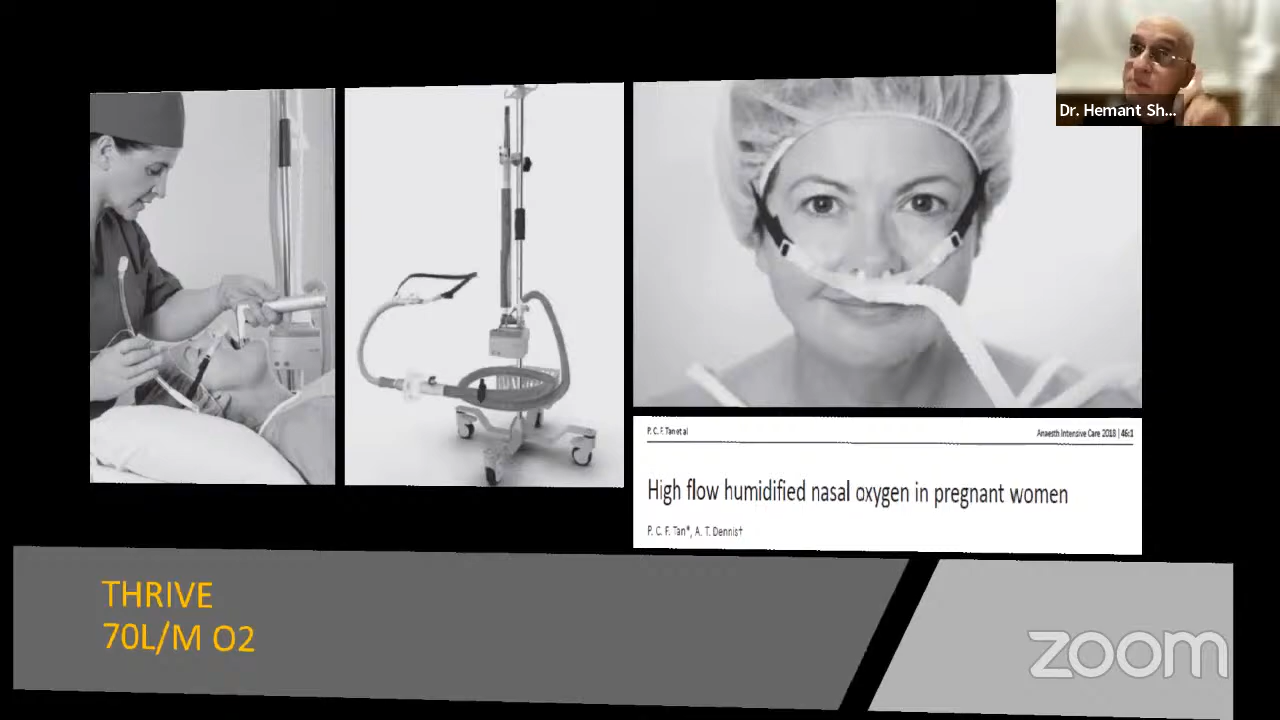 Dr. Hemant Sh...
P. C. F. Tan et al
Anaesth Intensive Care 2018 | 46:1
High flow humidified nasal oxygen in pregnant women
P. C. F. Tan*, A. T. Dennis†
THRIVE
70L/M O2
zoom